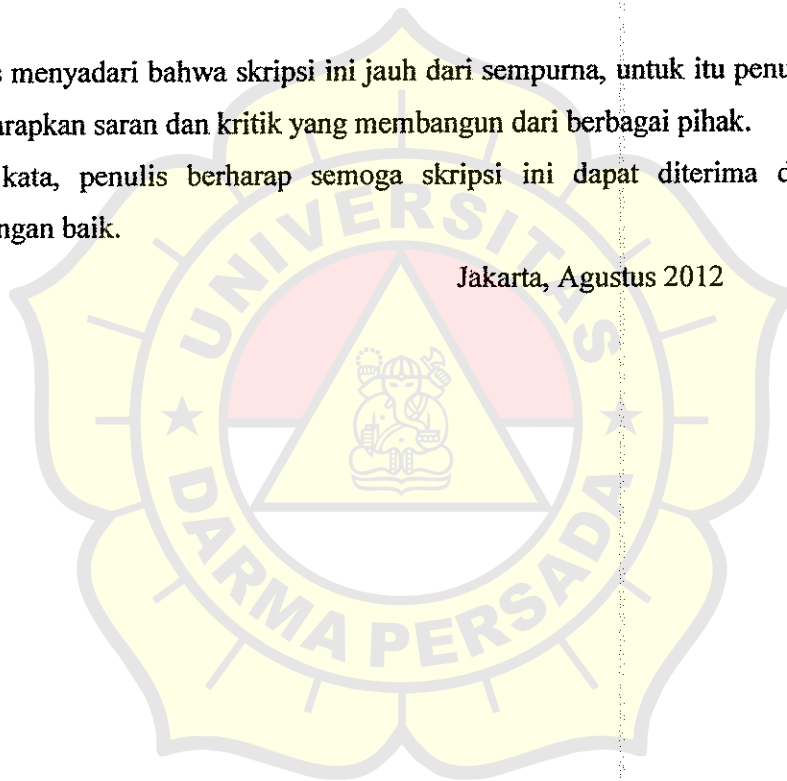 s menyadari bahwa skripsi ini jauh dari sempurna, untuk itu penu
arapkan saran dan kritik yang membangun dari berbagai pihak.
kata, penulis berharap semoga skripsi ini dapat diterima d
ngan baik.
Jakarta, Agustus 2012
UNIVERSITAS
DARMA PERSADA